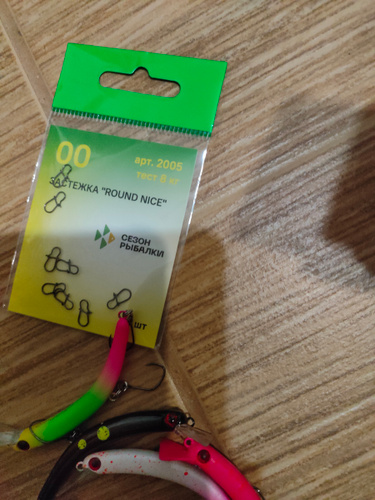 00
арт. 2005
тест 8 кг
ЗАСТЕЖКА "ROUND NICE"
СЕЗОН
РЫБАЛКИ
шт